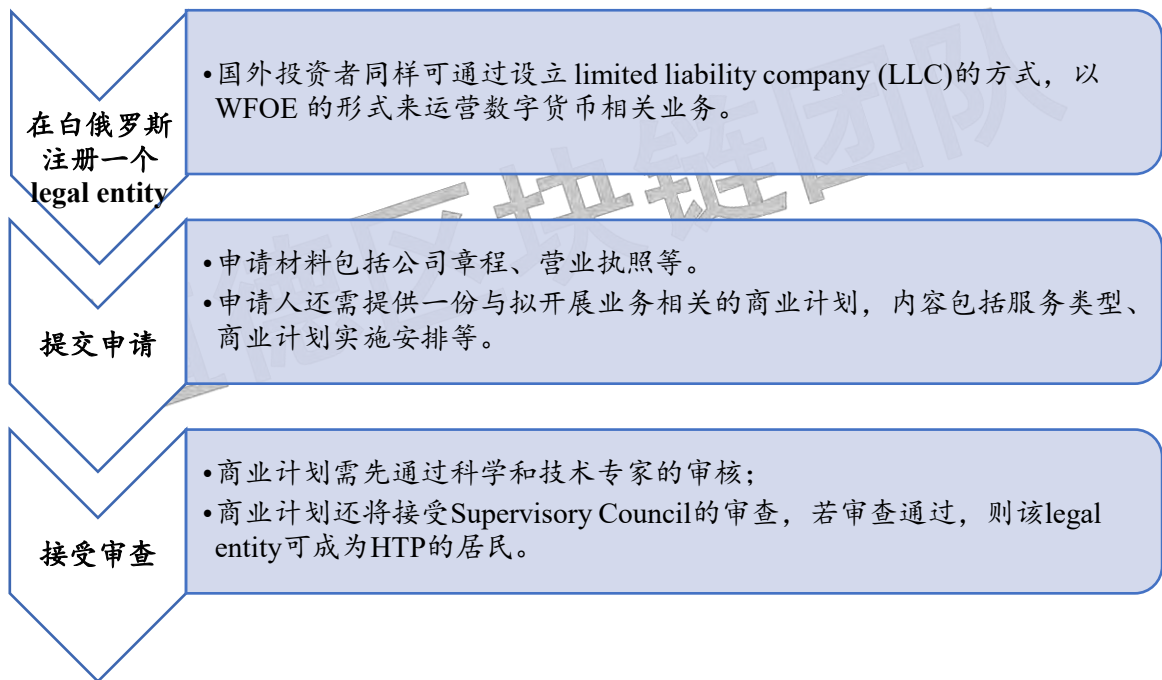 在白俄罗斯
注册一个
legal entity
•国外投资者同样可通过设立 limited liability company (LLC)的方式，以
WFOE 的形式来运营数字货币相关业务。
提交申请
•申请材料包括公司章程、营业执照等。
•申请人还需提供一份与拟开展业务相关的商业计划，内容包括服务类型、
商业计划实施安排等。
接受审查
•商业计划需先通过科学和技术专家的审核；
•商业计划还将接受Supervisory Council的审查，若审查通过，则该legal
entity可成为HTP的居民。
德区块链团队